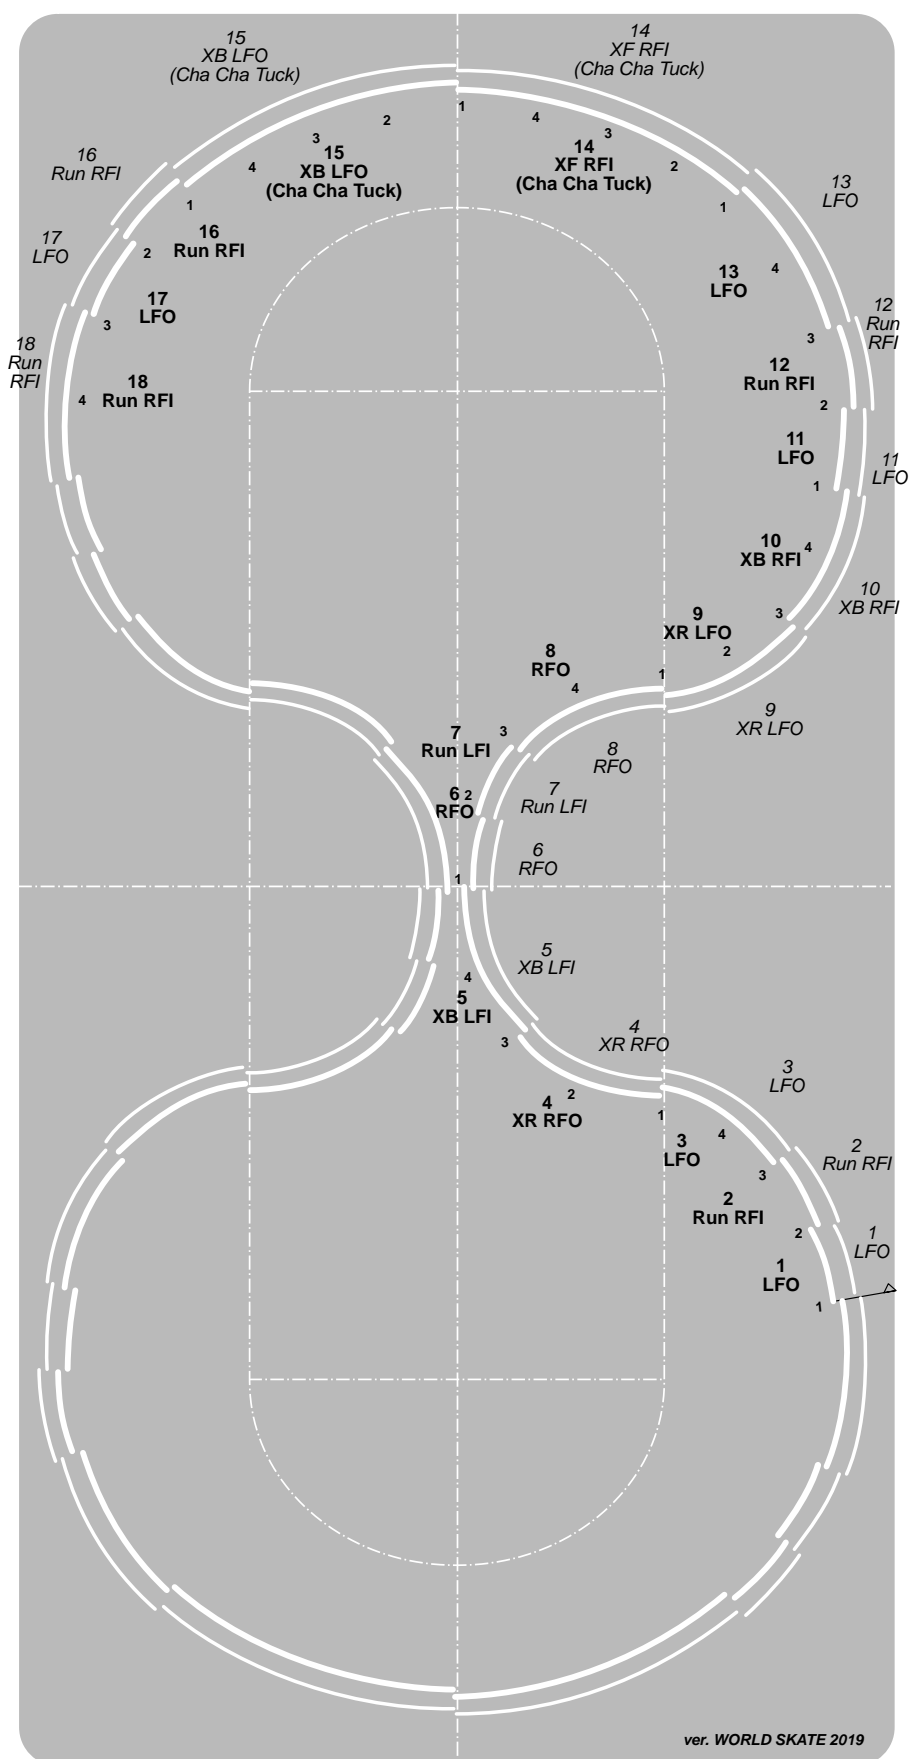 15
XB LFO
(Cha Cha Tuck)
14
XF RFI
(Cha Cha Tuck)
1
2
4
3
3
4
2
15
XB LFO
(Cha Cha Tuck)
14
XF RFI
(Cha Cha Tuck)
16
Run RFI
13
LFO
1
1
16
Run RFI
17
LFO
2
13
LFO
4
17
LFO
3
12
Run
RFI
3
18
Run
RFI
18
Run RFI
4
12
Run RFI
2
11
LFO
11
LFO
1
10
XB RFI
4
10
XB RFI
9
XR LFO
3
2
8
RFO
1
4
9
XR LFO
7
Run LFI
3
8
RFO
6
RFO
2
7
Run LFI
6
RFO
1
5
XB LFI
4
5
XB LFI
3
4
XR RFO
4
XR RFO
2
1
3
LFO
3
LFO
4
2
Run RFI
3
2
Run RFI
2
1
LFO
1
LFO
1
ver. WORLD SKATE 2019